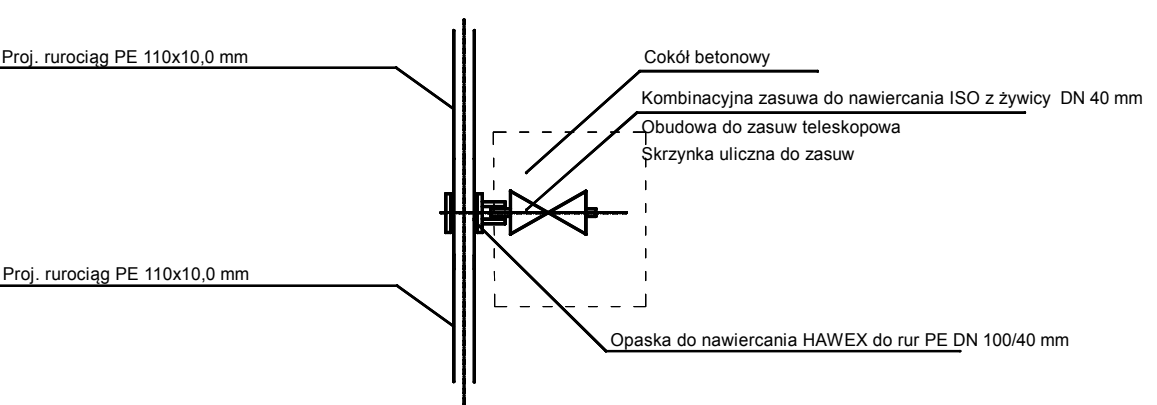 Proj. rurociąg PE 110x10,0 mm
Cokół betonowy
Kombinacyjna zasuwa do nawiercania ISO z żywicy DN 40 mm
Obudowa do zasuw teleskopowa
Skrzynka uliczna do zasuw
Proj. rurociąg PE 110x10,0 mm
Opaska do nawiercania HAWEX do rur PE DN 100/40 mm